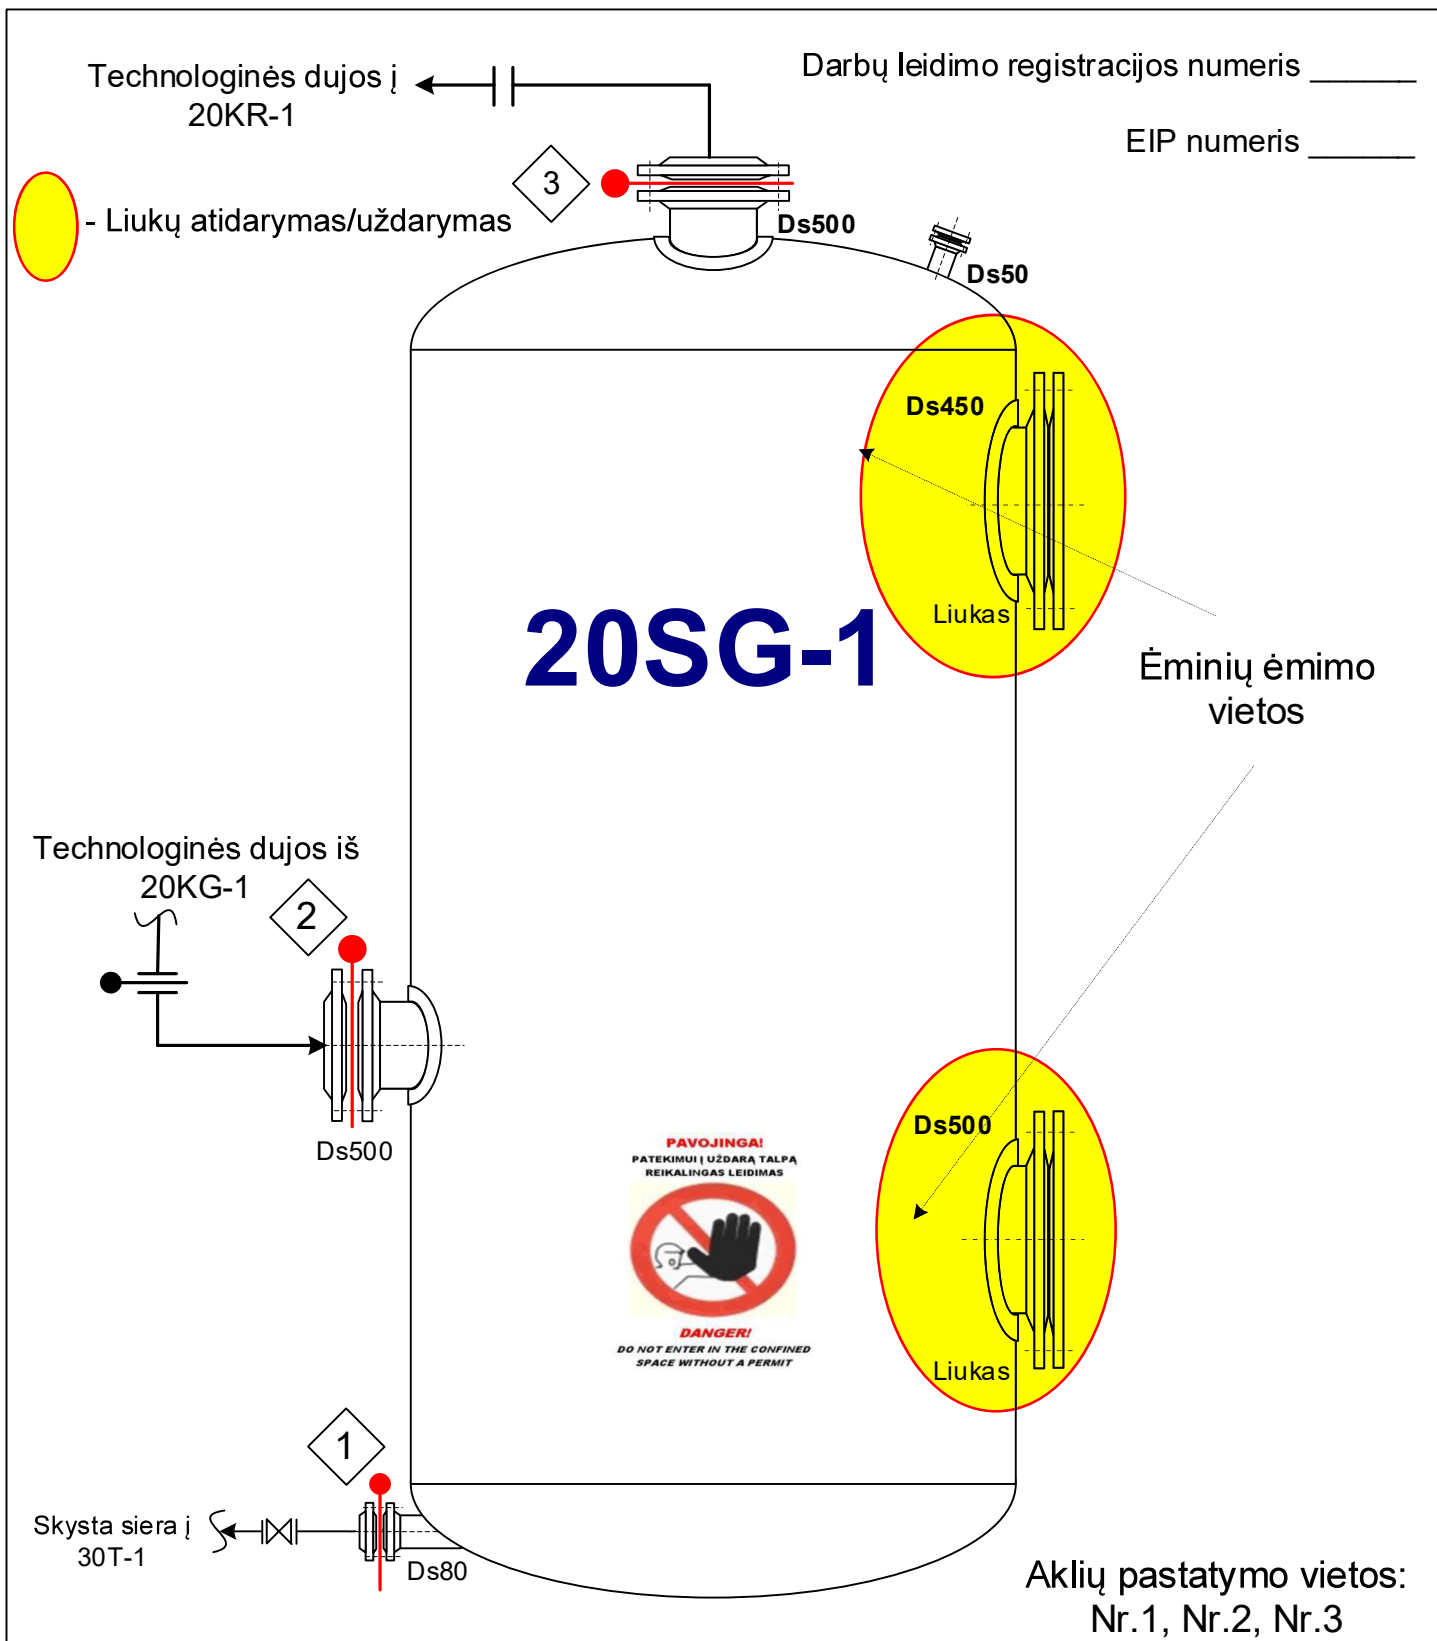 Technologinės dujos į
20KR-1
Darbų leidimo registracijos numeris ______
EIP numeris ______
3
- Liukų atidarymas/uždarymas
Ds500
Ds50
Ds450
Liukas
20SG-1
Ėminių ėmimo
vietos
Technologinės dujos iš
20KG-1
2
Ds500
Ds500
PAVOJINGA!
PATEKIMUI Į UŽDARĄ TALPĄ
REIKALINGAS LEIDIMAS
DANGER!
DO NOT ENTER IN THE CONFINED
SPACE WITHOUT A PERMIT
Liukas
1
Skysta siera į
30T-1
Ds80
Aklių pastatymo vietos:
Nr.1, Nr.2, Nr.3